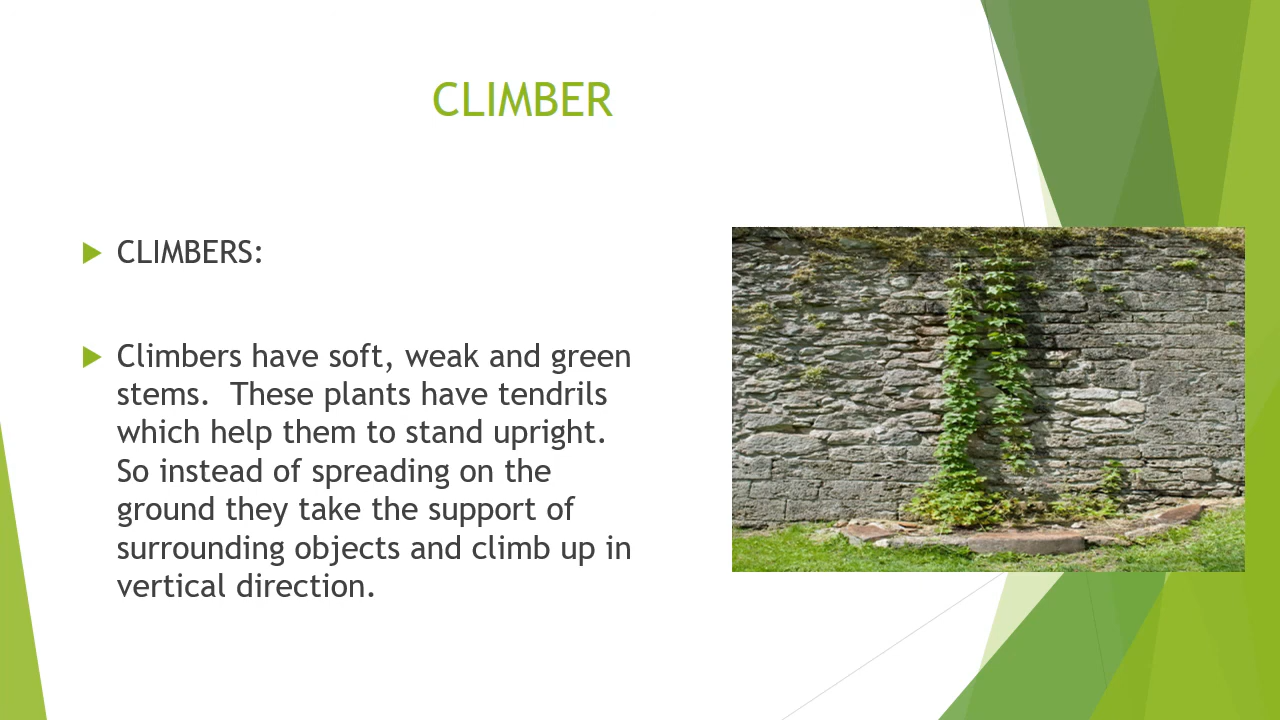 CLIMBER
CLIMBERS:
Climbers have soft, weak and green
stems.  These plants have tendrils
which help them to stand upright.
So instead of spreading on the
ground they take the support of
surrounding objects and climb up in
vertical direction.